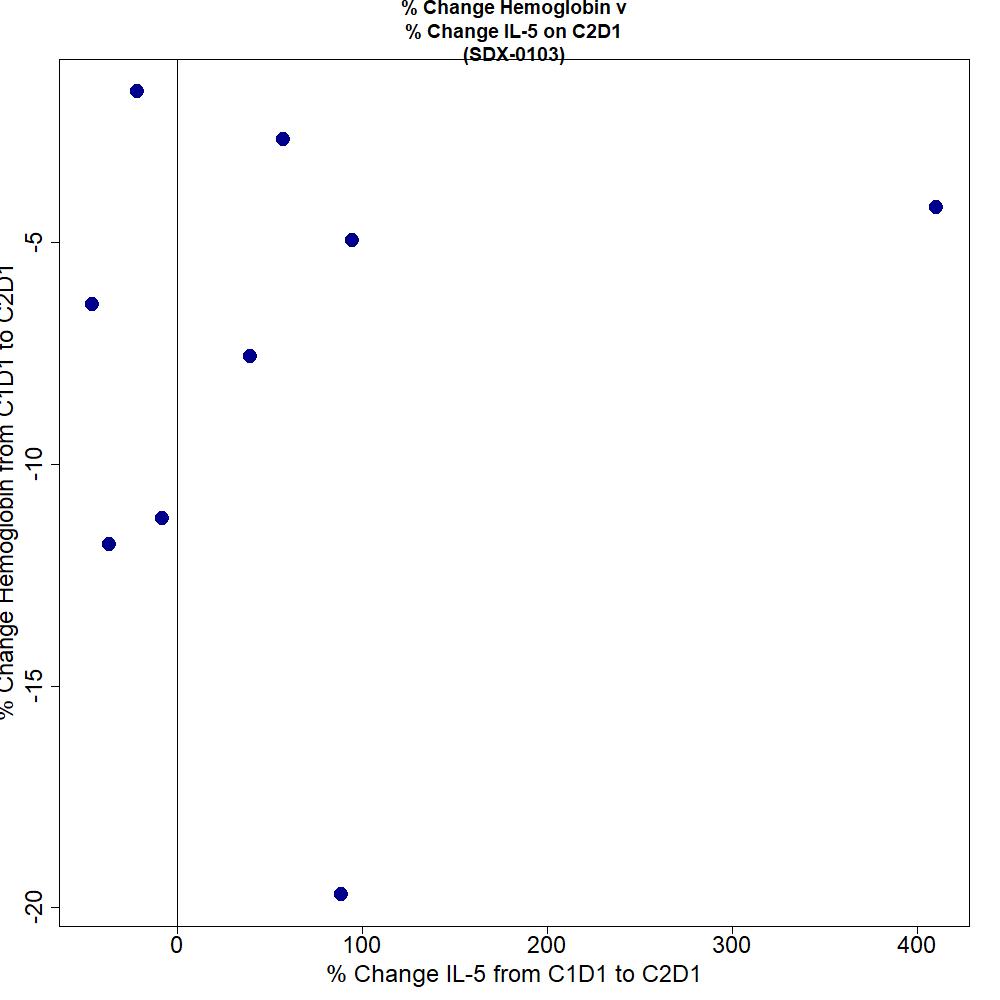 % Change Hemoglobin v
% Change IL-5 on C2D1
(SDX-0103)
% Change Hemoglobin from C1D1 to C2D1
-5
-10
-15
-20
0 100 200 300 400
% Change IL-5 from C1D1 to C2D1